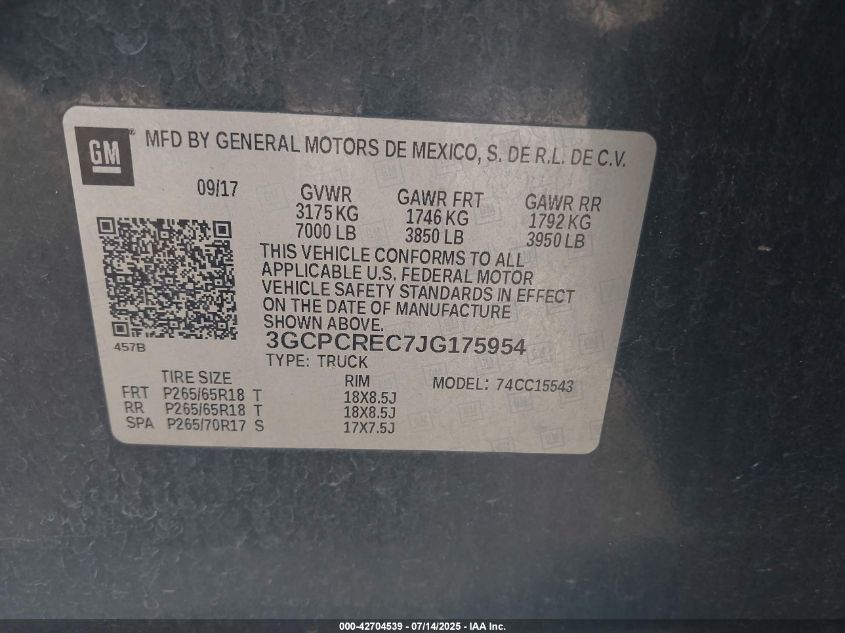 GM
MFD BY GENERAL MOTORS DE MEXICO, S. DE R.L. DE C.V.
09/17
GVWR GAWR FRT GAWR RR
3175 KG 1746 KG 1792 KG
7000 LB 3850 LB 3950 LB
THIS VEHICLE CONFORMS TO ALL
APPLICABLE U.S. FEDERAL MOTOR
VEHICLE SAFETY STANDARDS IN EFFECT
ON THE DATE OF MANUFACTURE
SHOWN ABOVE.
457B
3GCPCREC7JG175954
TYPE: TRUCK
TIRE SIZE RIM MODEL: 74CC15543
FRT P265/65R18 T 18X8.5J
RR P265/65R18 T 18X8.5J
SPA P265/70R17 S 17X7.5J
000-42704539 - 07/14/2025 - IAA Inc.